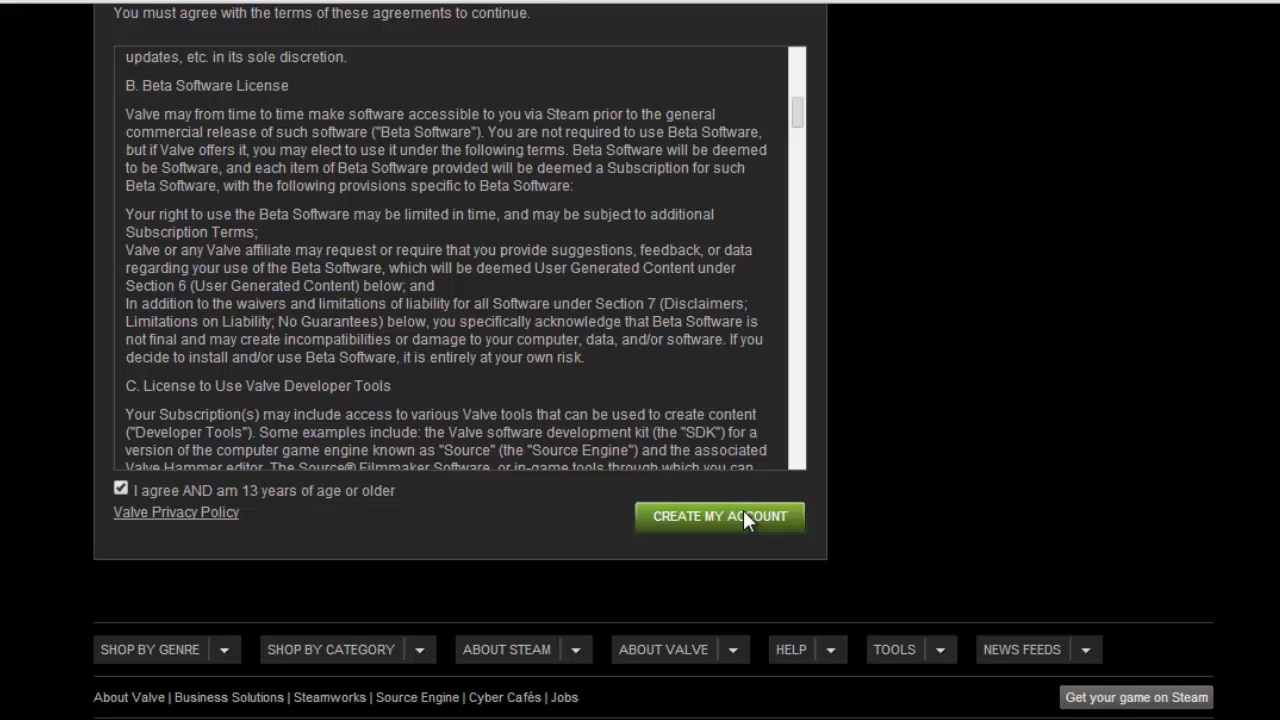 You must agree with the terms of these agreements to continue.
updates, etc. in its sole discretion.
B. Beta Software License
Valve may from time to time make software accessible to you via Steam prior to the general
commercial release of such software ("Beta Software"). You are not required to use Beta Software,
but if Valve offers it, you may elect to use it under the following terms. Beta Software will be deemed
to be Software, and each item of Beta Software provided will be deemed a Subscription for such
Beta Software, with the following provisions specific to Beta Software:
Your right to use the Beta Software may be limited in time, and may be subject to additional
Subscription Terms;
Valve or any Valve affiliate may request or require that you provide suggestions, feedback, or data
regarding your use of the Beta Software, which will be deemed User Generated Content under
Section 6 (User Generated Content) below; and
In addition to the waivers and limitations of liability for all Software under Section 7 (Disclaimers;
Limitations on Liability; No Guarantees) below, you specifically acknowledge that Beta Software is
not final and may create incompatibilities or damage to your computer, data, and/or software. If you
decide to install and/or use Beta Software, it is entirely at your own risk.
C. License to Use Valve Developer Tools
Your Subscription(s) may include access to various Valve tools that can be used to create content
("Developer Tools"). Some examples include: the Valve software development kit (the "SDK") for a
version of the computer game engine known as "Source" (the "Source Engine") and the associated
Valve Hammer editor, The Source® Filmmaker Software, or in-game tools through which you can
I agree AND am 13 years of age or older
Valve Privacy Policy
CREATE MY ACCOUNT
SHOP BY GENRE SHOP BY CATEGORY ABOUT STEAM ABOUT VALVE HELP TOOLS NEWS FEEDS
About Valve | Business Solutions | Steamworks | Source Engine | Cyber Cafés | Jobs
Get your game on Steam